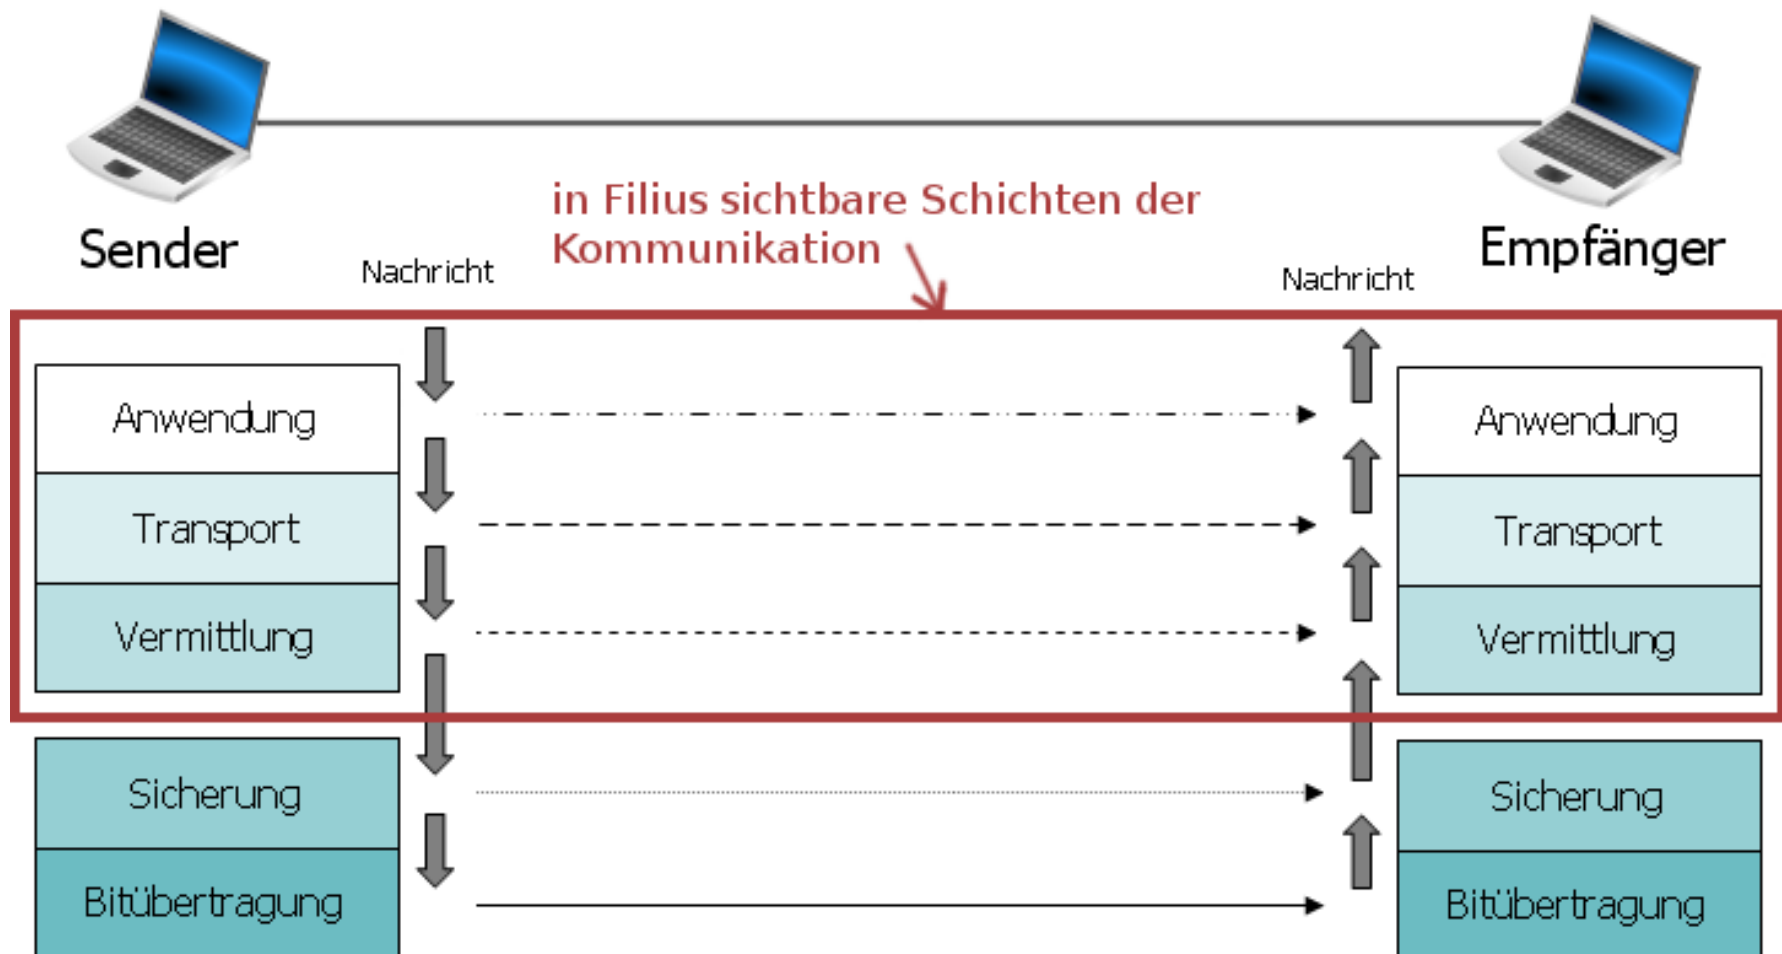 in Filius sichtbare Schichten der
Kommunikation
Sender
Empfänger
Nachricht
Nachricht
Anwendung
Transport
Vermittlung
Sicherung
Bitübertragung
Anwendung
Transport
Vermittlung
Sicherung
Bitübertragung